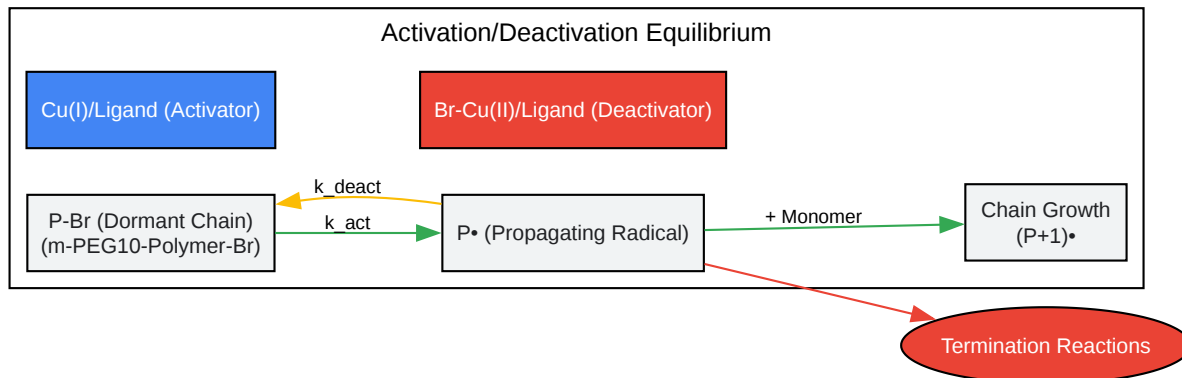 Activation/Deactivation Equilibrium
Cu(I)/Ligand (Activator)
Br-Cu(II)/Ligand (Deactivator)
k_deact
P-Br (Dormant Chain)
(m-PEG10-Polymer-Br)
k_act
P• (Propagating Radical)
+ Monomer
Chain Growth
(P+1)•
Termination Reactions